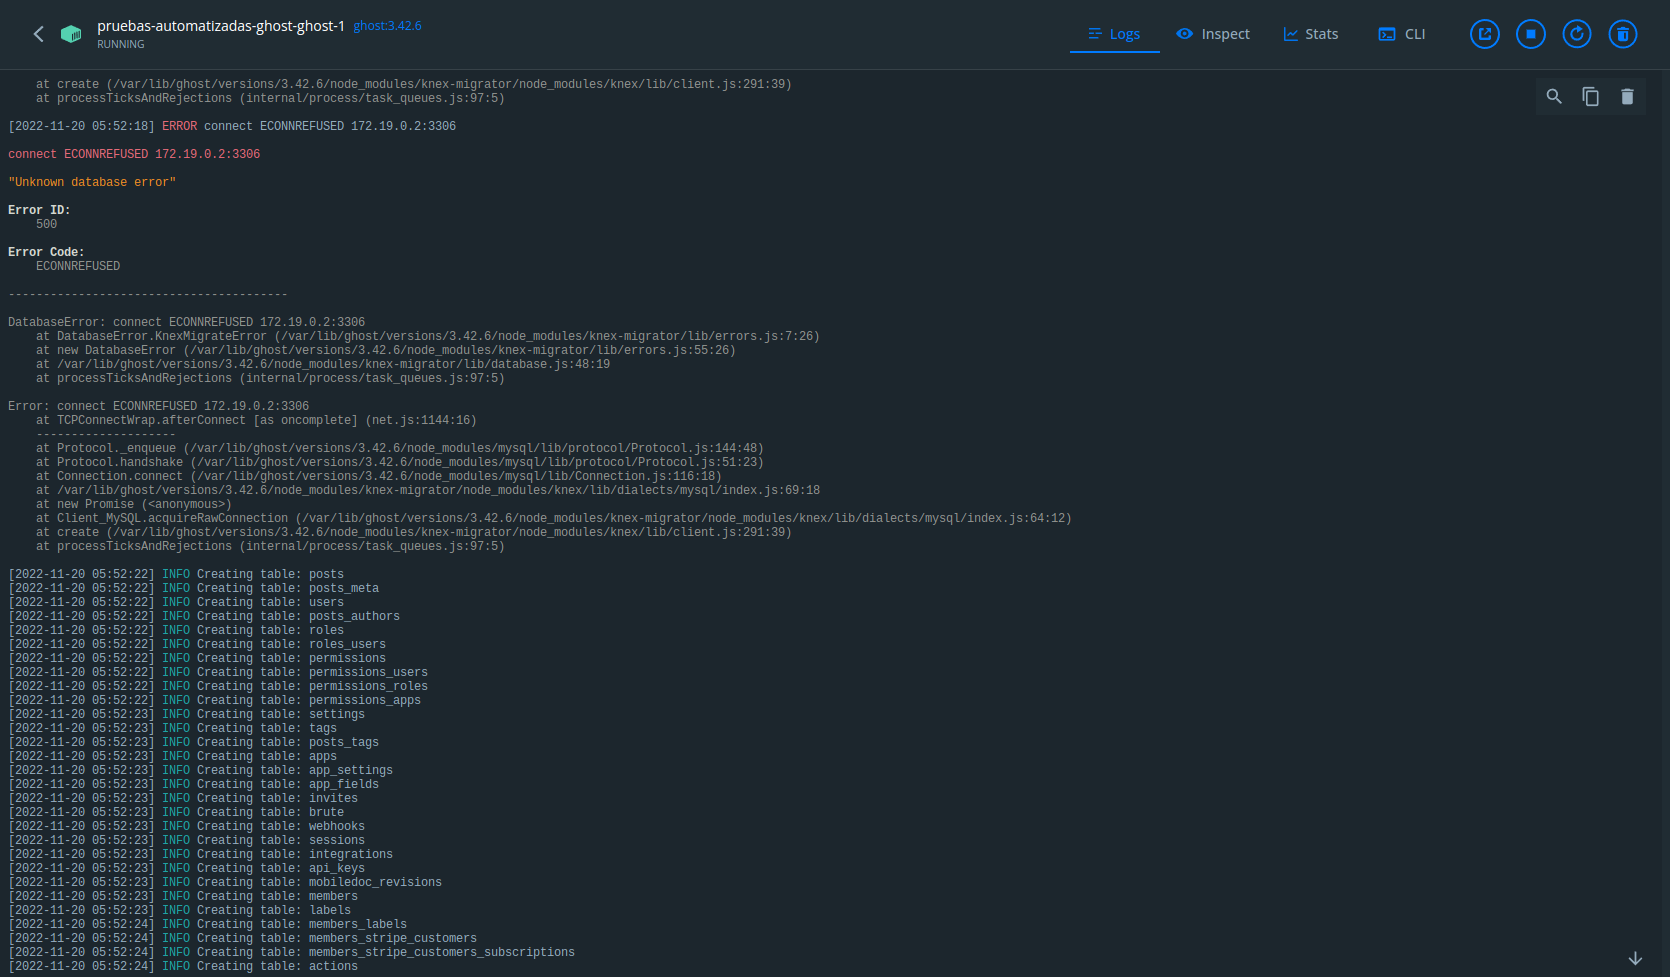 pruebas-automatizadas-ghost-ghost-1 ghost:3.42.6
RUNNING
Logs Inspect Stats CLI
    at create (/var/lib/ghost/versions/3.42.6/node_modules/knex-migrator/node_modules/knex/lib/client.js:291:39)
    at processTicksAndRejections (internal/process/task_queues.js:97:5)
[2022-11-20 05:52:18] ERROR connect ECONNREFUSED 172.19.0.2:3306
connect ECONNREFUSED 172.19.0.2:3306
"Unknown database error"
Error ID:
    500
Error Code:
    ECONNREFUSED
----------------------------------------
DatabaseError: connect ECONNREFUSED 172.19.0.2:3306
    at DatabaseError.KnexMigrateError (/var/lib/ghost/versions/3.42.6/node_modules/knex-migrator/lib/errors.js:7:26)
    at new DatabaseError (/var/lib/ghost/versions/3.42.6/node_modules/knex-migrator/lib/errors.js:55:26)
    at /var/lib/ghost/versions/3.42.6/node_modules/knex-migrator/lib/database.js:48:19
    at processTicksAndRejections (internal/process/task_queues.js:97:5)
Error: connect ECONNREFUSED 172.19.0.2:3306
    at TCPConnectWrap.afterConnect [as oncomplete] (net.js:1144:16)
    --------------------
    at Protocol._enqueue (/var/lib/ghost/versions/3.42.6/node_modules/mysql/lib/protocol/Protocol.js:144:48)
    at Protocol.handshake (/var/lib/ghost/versions/3.42.6/node_modules/mysql/lib/protocol/Protocol.js:51:23)
    at Connection.connect (/var/lib/ghost/versions/3.42.6/node_modules/mysql/lib/Connection.js:116:18)
    at /var/lib/ghost/versions/3.42.6/node_modules/knex-migrator/node_modules/knex/lib/dialects/mysql/index.js:69:18
    at new Promise (<anonymous>)
    at Client_MySQL.acquireRawConnection (/var/lib/ghost/versions/3.42.6/node_modules/knex-migrator/node_modules/knex/lib/dialects/mysql/index.js:64:12)
    at create (/var/lib/ghost/versions/3.42.6/node_modules/knex-migrator/node_modules/knex/lib/client.js:291:39)
    at processTicksAndRejections (internal/process/task_queues.js:97:5)
[2022-11-20 05:52:22] INFO Creating table: posts
[2022-11-20 05:52:22] INFO Creating table: posts_meta
[2022-11-20 05:52:22] INFO Creating table: users
[2022-11-20 05:52:22] INFO Creating table: posts_authors
[2022-11-20 05:52:22] INFO Creating table: roles
[2022-11-20 05:52:22] INFO Creating table: roles_users
[2022-11-20 05:52:22] INFO Creating table: permissions
[2022-11-20 05:52:22] INFO Creating table: permissions_users
[2022-11-20 05:52:22] INFO Creating table: permissions_roles
[2022-11-20 05:52:22] INFO Creating table: permissions_apps
[2022-11-20 05:52:23] INFO Creating table: settings
[2022-11-20 05:52:23] INFO Creating table: tags
[2022-11-20 05:52:23] INFO Creating table: posts_tags
[2022-11-20 05:52:23] INFO Creating table: apps
[2022-11-20 05:52:23] INFO Creating table: app_settings
[2022-11-20 05:52:23] INFO Creating table: app_fields
[2022-11-20 05:52:23] INFO Creating table: invites
[2022-11-20 05:52:23] INFO Creating table: brute
[2022-11-20 05:52:23] INFO Creating table: webhooks
[2022-11-20 05:52:23] INFO Creating table: sessions
[2022-11-20 05:52:23] INFO Creating table: integrations
[2022-11-20 05:52:23] INFO Creating table: api_keys
[2022-11-20 05:52:23] INFO Creating table: mobiledoc_revisions
[2022-11-20 05:52:23] INFO Creating table: members
[2022-11-20 05:52:23] INFO Creating table: labels
[2022-11-20 05:52:24] INFO Creating table: members_labels
[2022-11-20 05:52:24] INFO Creating table: members_stripe_customers
[2022-11-20 05:52:24] INFO Creating table: members_stripe_customers_subscriptions
[2022-11-20 05:52:24] INFO Creating table: actions